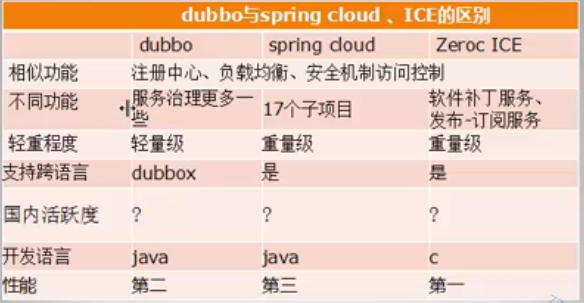 dubbo与spring cloud 、ICE的区别
dubbo spring cloud Zeroc ICE
相似功能 注册中心、负载均衡、安全机制访问控制
不同功能 服务治理更多一些 17个子项目 软件补丁服务、发布-订阅服务
轻重程度 轻量级 重量级 重量级
支持跨语言 dubbox 是 是
国内活跃度 ? ? ?
开发语言 java java c
性能 第二 第三 第一